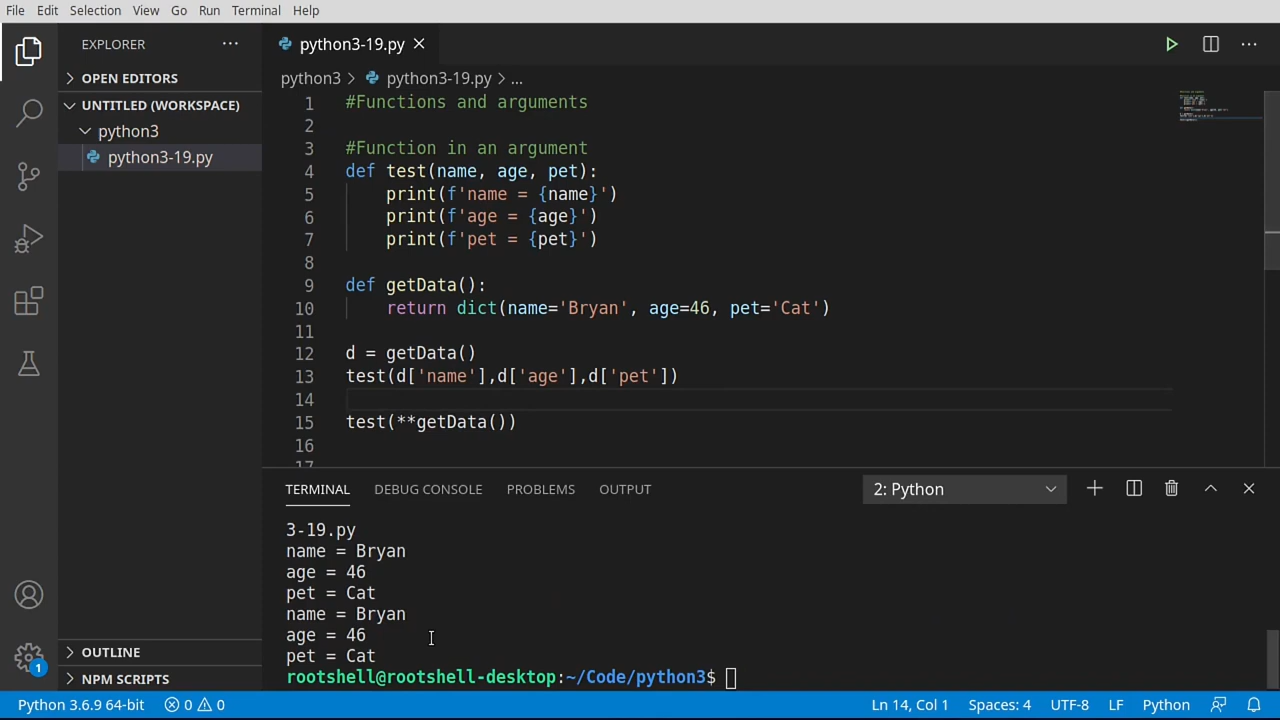 File Edit Selection View Go Run Terminal Help
EXPLORER ...
OPEN EDITORS
UNTITLED (WORKSPACE)
python3
python3-19.py
OUTLINE
NPM SCRIPTS
python3-19.py
python3 > python3-19.py > ...
1 #Functions and arguments
2
3 #Function in an argument
4 def test(name, age, pet):
5 print(f'name = {name}')
6 print(f'age = {age}')
7 print(f'pet = {pet}')
8
9 def getData():
10 return dict(name='Bryan', age=46, pet='Cat')
11
12 d = getData()
13 test(d['name'],d['age'],d['pet'])
14
15 test(**getData())
16
17
TERMINAL DEBUG CONSOLE PROBLEMS OUTPUT 2: Python
3-19.py
name = Bryan
age = 46
pet = Cat
name = Bryan
age = 46
pet = Cat
rootshell@rootshell-desktop:~/Code/python3$
1
Python 3.6.9 64-bit 0 0 Ln 14, Col 1 Spaces: 4 UTF-8 LF Python